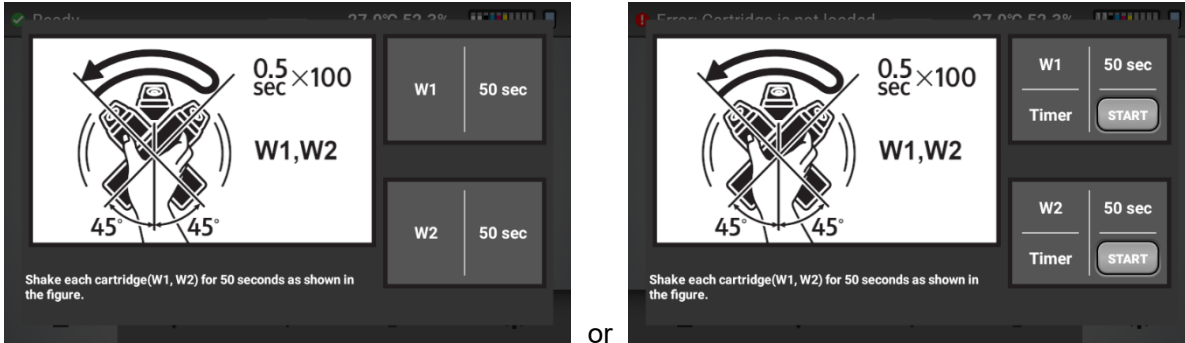 Ready
27.0°C 52.3%
0.5
sec ×100
W1,W2
45° 45°
W1 50 sec
W2 50 sec
Shake each cartridge(W1, W2) for 50 seconds as shown in
the figure.
or
Error: Cartridge is not loaded
27.0°C 52.3%
0.5
sec ×100
W1,W2
45° 45°
W1 50 sec
Timer START
W2 50 sec
Timer START
Shake each cartridge(W1, W2) for 50 seconds as shown in
the figure.